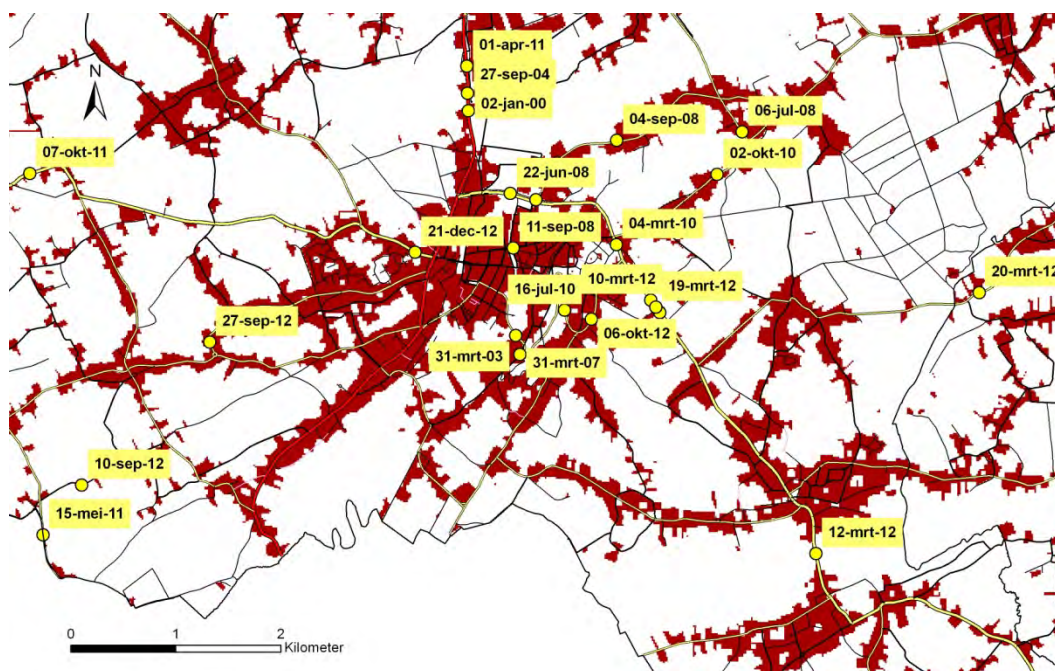 01-apr-11
N
27-sep-04
02-jan-00
04-sep-08
06-jul-08
07-okt-11
02-okt-10
22-jun-08
21-dec-12
11-sep-08
04-mrt-10
20-mrt-12
16-jul-10
10-mrt-12
19-mrt-12
27-sep-12
06-okt-12
31-mrt-03
31-mrt-07
10-sep-12
15-mei-11
12-mrt-12
0 1 2
Kilometer